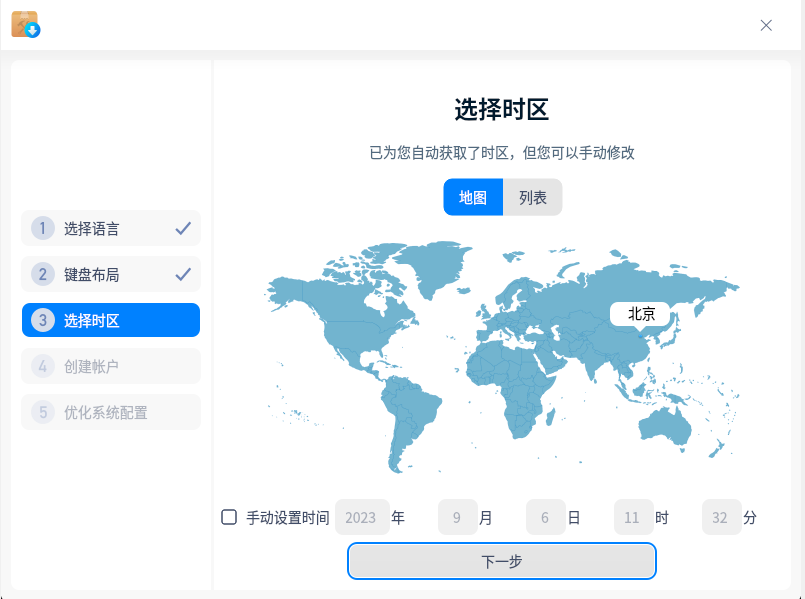 选择时区
已为您自动获取了时区，但您可以手动修改
地图 列表
1 选择语言
2 键盘布局
3 选择时区
4 创建帐户
5 优化系统配置
北京
手动设置时间 2023 年 9 月 6 日 11 时 32 分
下一步